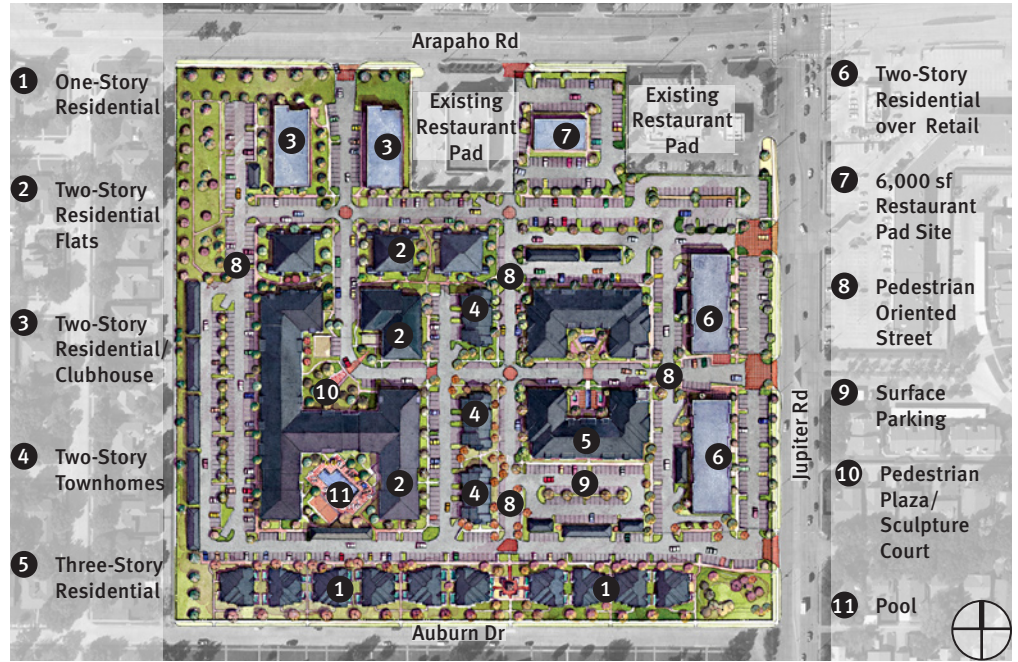 Arapaho Rd
1 One-Story
Residential
2 Two-Story
Residential
Flats
3 Two-Story
Residential/
Clubhouse
4 Two-Story
Townhomes
5 Three-Story
Residential
Existing
Restaurant
Pad
Existing
Restaurant
Pad
3
3
7
2
8
8
4
2
6
10
8
4
5
6
11
2
4
9
8
1
1
Jupiter Rd
Auburn Dr
6 Two-Story
Residential
over Retail
7 6,000 sf
Restaurant
Pad Site
8 Pedestrian
Oriented
Street
9 Surface
Parking
10 Pedestrian
Plaza/
Sculpture
Court
11 Pool